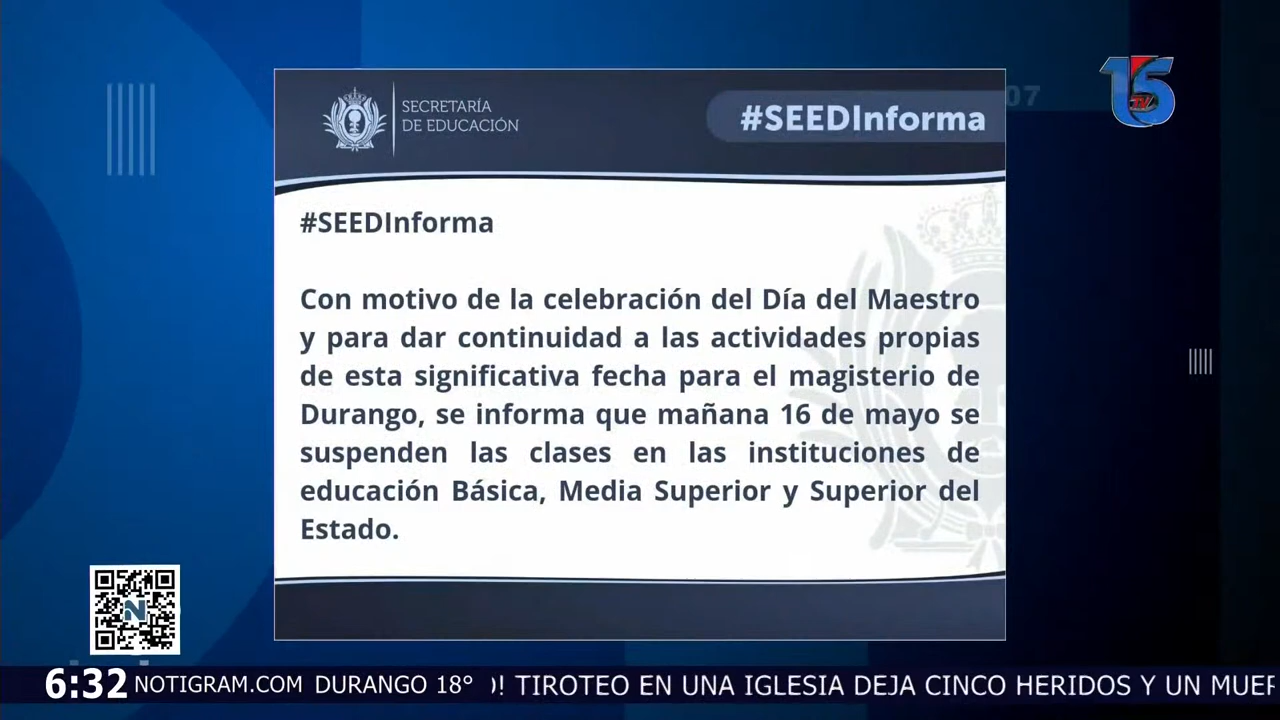 SECRETARÍA
DE EDUCACIÓN
#SEEDInforma
07
15
TV
#SEEDInforma
Con motivo de la celebración del Día del Maestro
y para dar continuidad a las actividades propias
de esta significativa fecha para el magisterio de
Durango, se informa que mañana 16 de mayo se
suspenden las clases en las instituciones de
educación Básica, Media Superior y Superior del
Estado.
N
6:32 NOTIGRAM.COM DURANGO 18° O! TIROTEO EN UNA IGLESIA DEJA CINCO HERIDOS Y UN